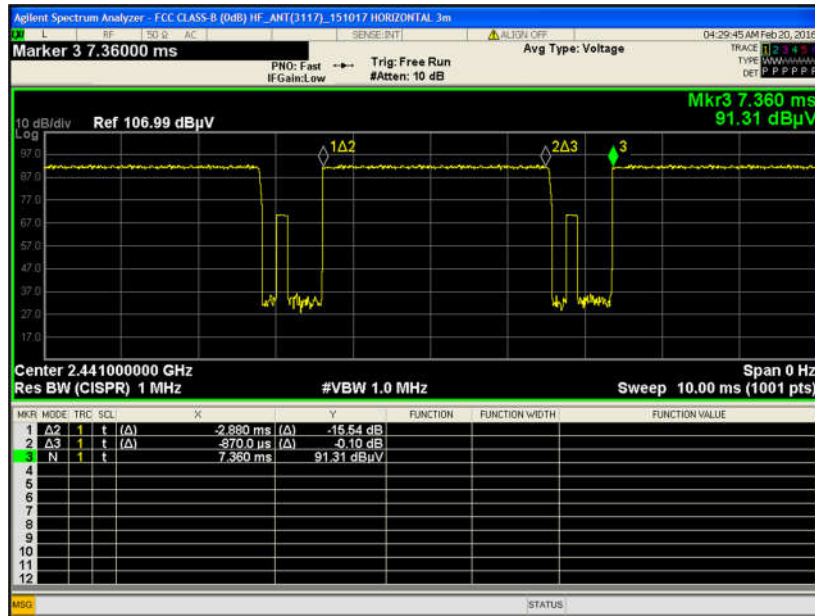 Agilent Spectrum Analyzer - FCC CLASS-B (0dB) HF_ANT(3117)_151017 HORIZONTAL 3m
L RF 50 Ω AC SENSE:INT ALIGN OFF 04:29:45 AM Feb 20, 2016
Marker 3 7.36000 ms Avg Type: Voltage TRACE 1 2 3 4 5
PNO: Fast Trig: Free Run TYPE
IFGain:Low #Atten: 10 dB DET P P P P P
Mkr3 7.360 ms
10 dB/div Ref 106.99 dBµV 91.31 dBµV
Log
1Δ2 2Δ3 3
97.0
87.0
77.0
67.0
57.0
47.0
37.0
27.0
17.0
Center 2.441000000 GHz Span 0 Hz
Res BW (CISPR) 1 MHz #VBW 1.0 MHz Sweep 10.00 ms (1001 pts)
MKR MODE TRC SCL X Y FUNCTION FUNCTION WIDTH FUNCTION VALUE
1 Δ2 1 t (Δ) -2.880 ms (Δ) -15.54 dB
2 Δ3 1 t (Δ) -870.0 µs (Δ) -0.10 dB
3 N 1 t 7.360 ms 91.31 dBµV
4
5
6
7
8
9
10
11
12
MSG STATUS